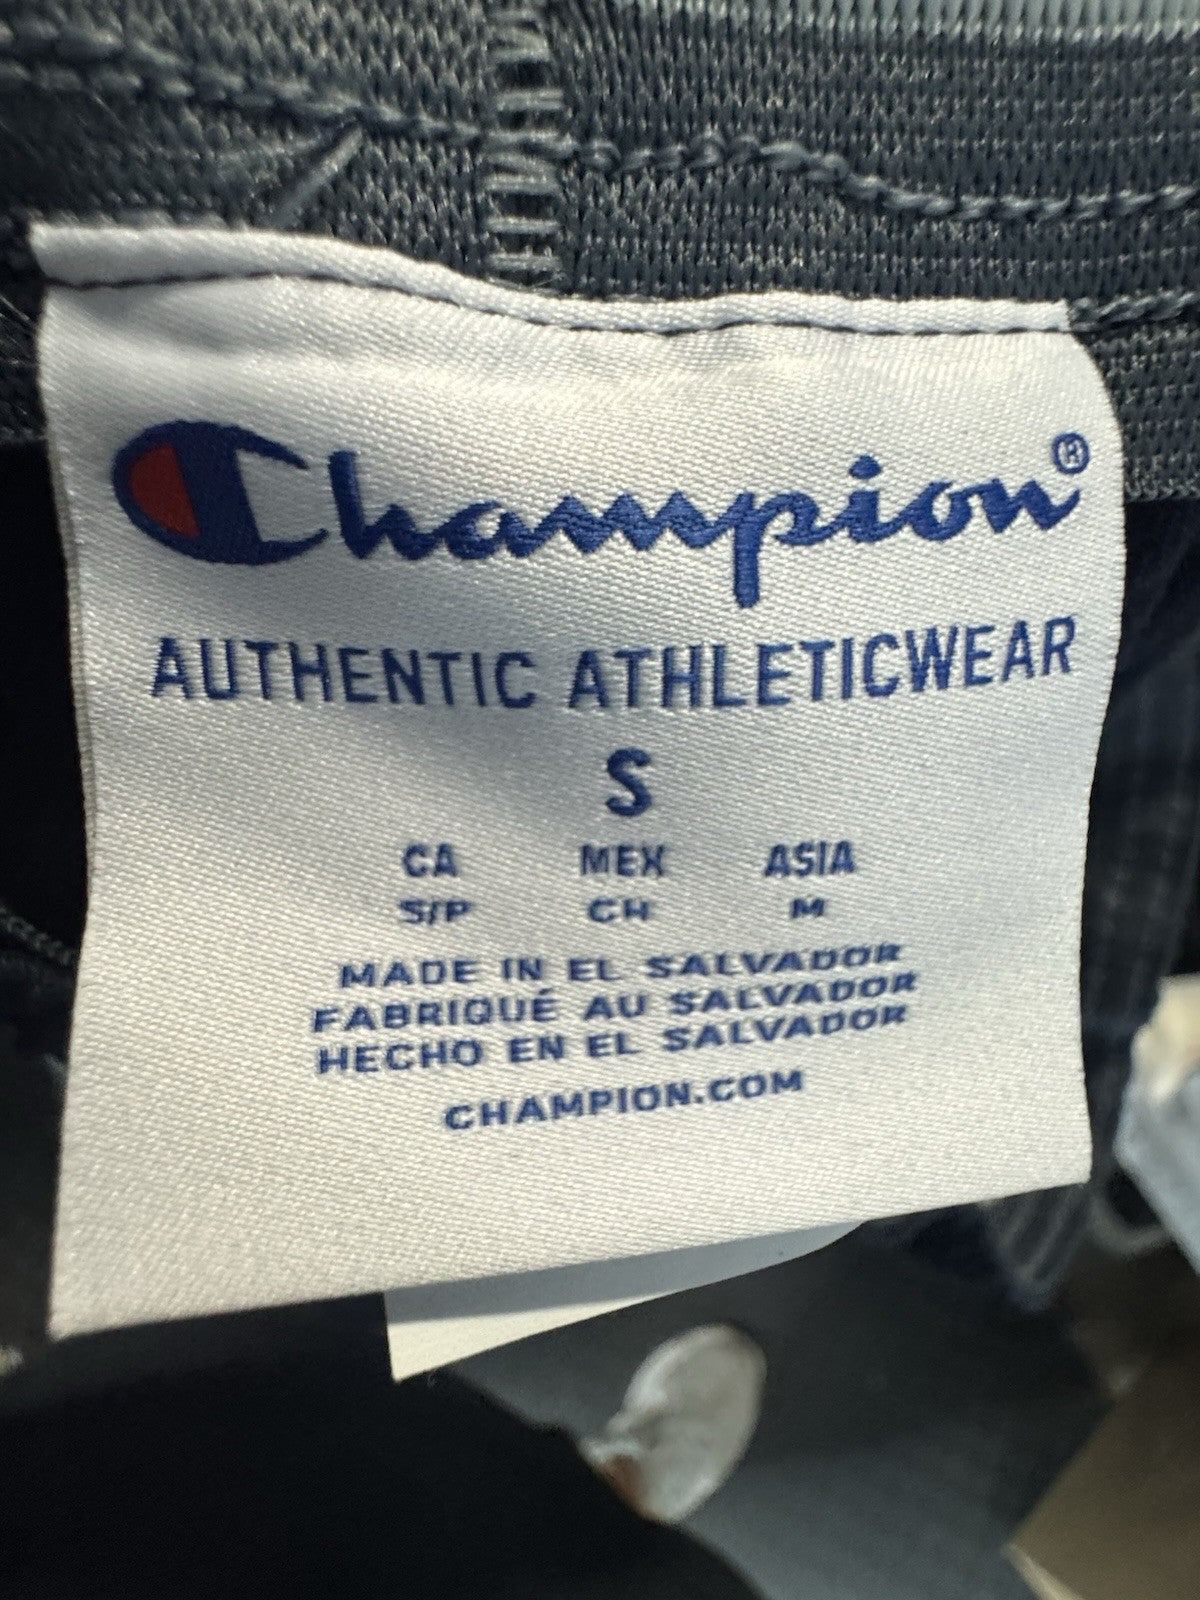 Champion®
AUTHENTIC ATHLETICWEAR
S
CA MEX ASIA
S/P CH M
MADE IN EL SALVADOR
FABRIQUÉ AU SALVADOR
HECHO EN EL SALVADOR
CHAMPION.COM